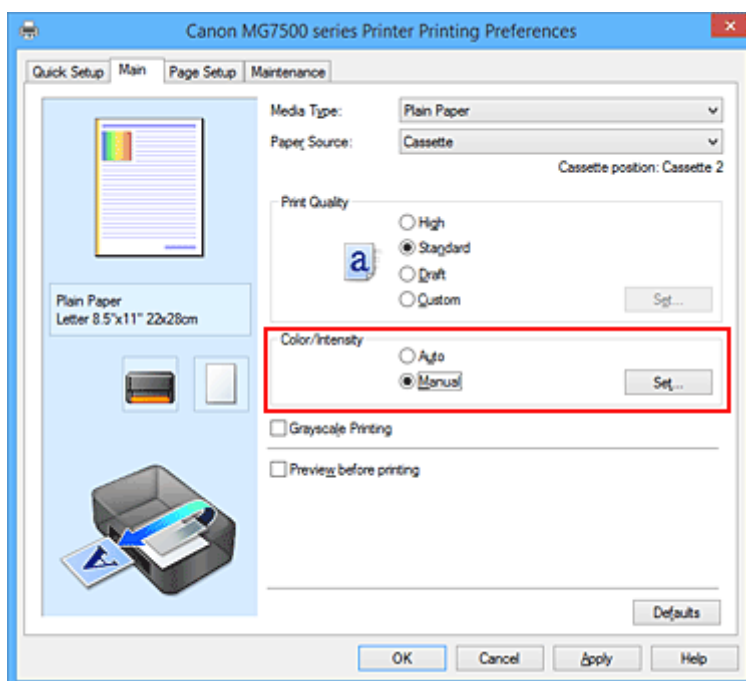 Canon MG7500 series Printer Printing Preferences
Quick Setup Main Page Setup Maintenance
Media Type: Plain Paper
Paper Source: Cassette
Cassette position: Cassette 2
Print Quality
High
Standard
Draft
Custom Set...
a
Plain Paper
Letter 8.5"x11" 22x28cm
Color/Intensity
Auto
Manual Set...
Grayscale Printing
Preview before printing
A
Defaults
OK Cancel Apply Help